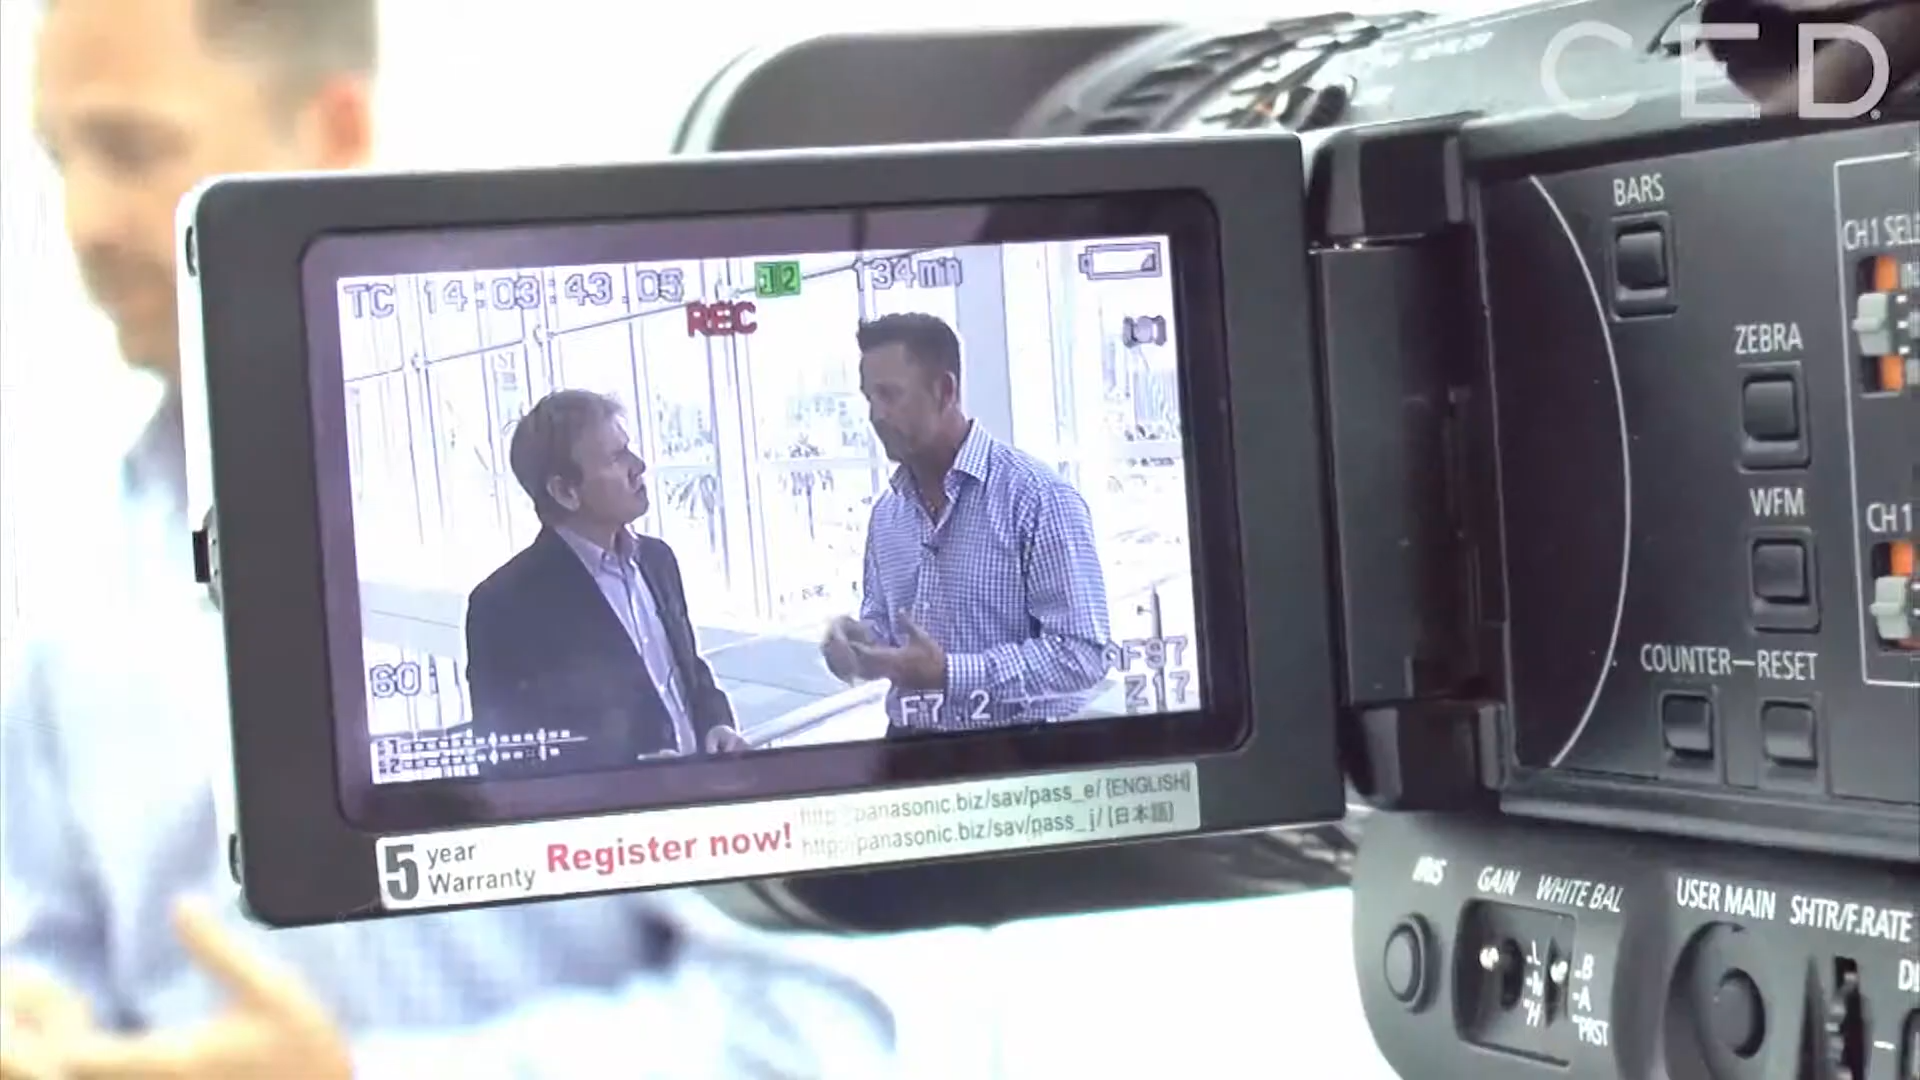 CED
BARS
CH1 SELE
TC 14:03:43.05
12
134min
REC
ZEBRA
WFM
CH1
60i
AF97
Z17
F7.2
COUNTER—RESET
5 year Warranty
Register now!
http://panasonic.biz/sav/pass_e/ [ENGLISH]
http://panasonic.biz/sav/pass_j/ [日本語]
IRIS
GAIN
WHITE BAL
USER MAIN
SHTR/F.RATE
-L
-M
-H
-B
-A
-PRST